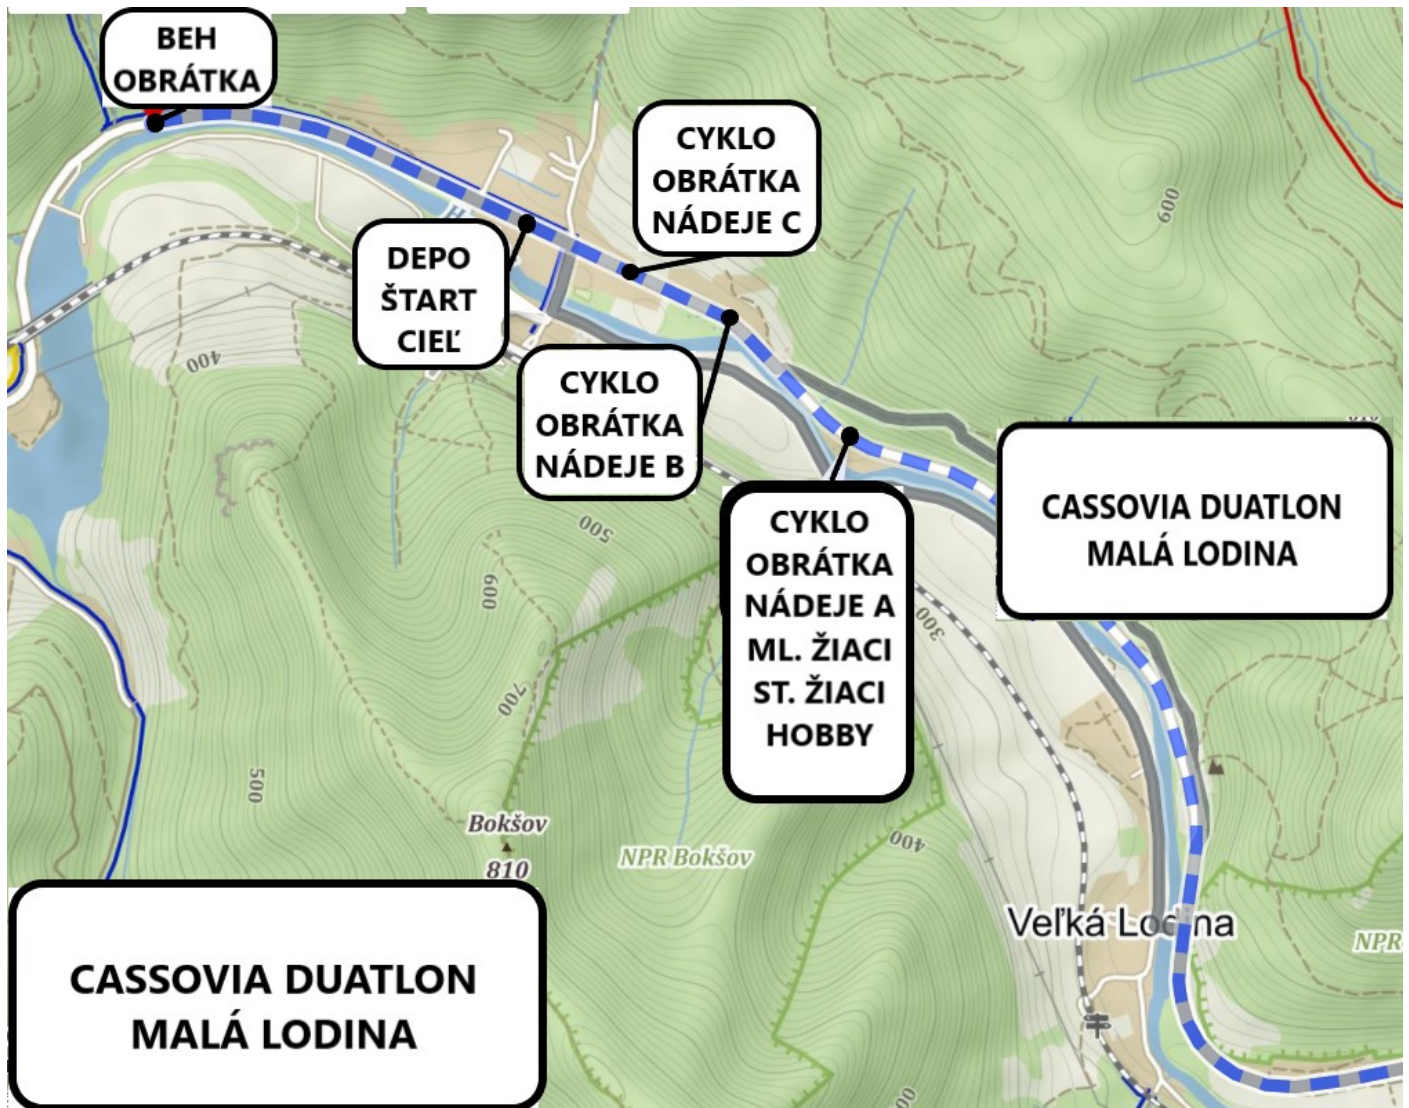 BEH
OBRÁTKA
CYKLO
OBRÁTKA
NÁDEJE C
600
H
DEPO
ŠTART
CIEĽ
400
CYKLO
OBRÁTKA
NÁDEJE B
CASSOVIA DUATLON
MALÁ LODINA
500
CYKLO
OBRÁTKA
NÁDEJE A
ML. ŽIACI
ST. ŽIACI
HOBBY
600
300
700
500
Bokšov
810
NPR Bokšov
400
Veľká Lodina
NPR
CASSOVIA DUATLON
MALÁ LODINA